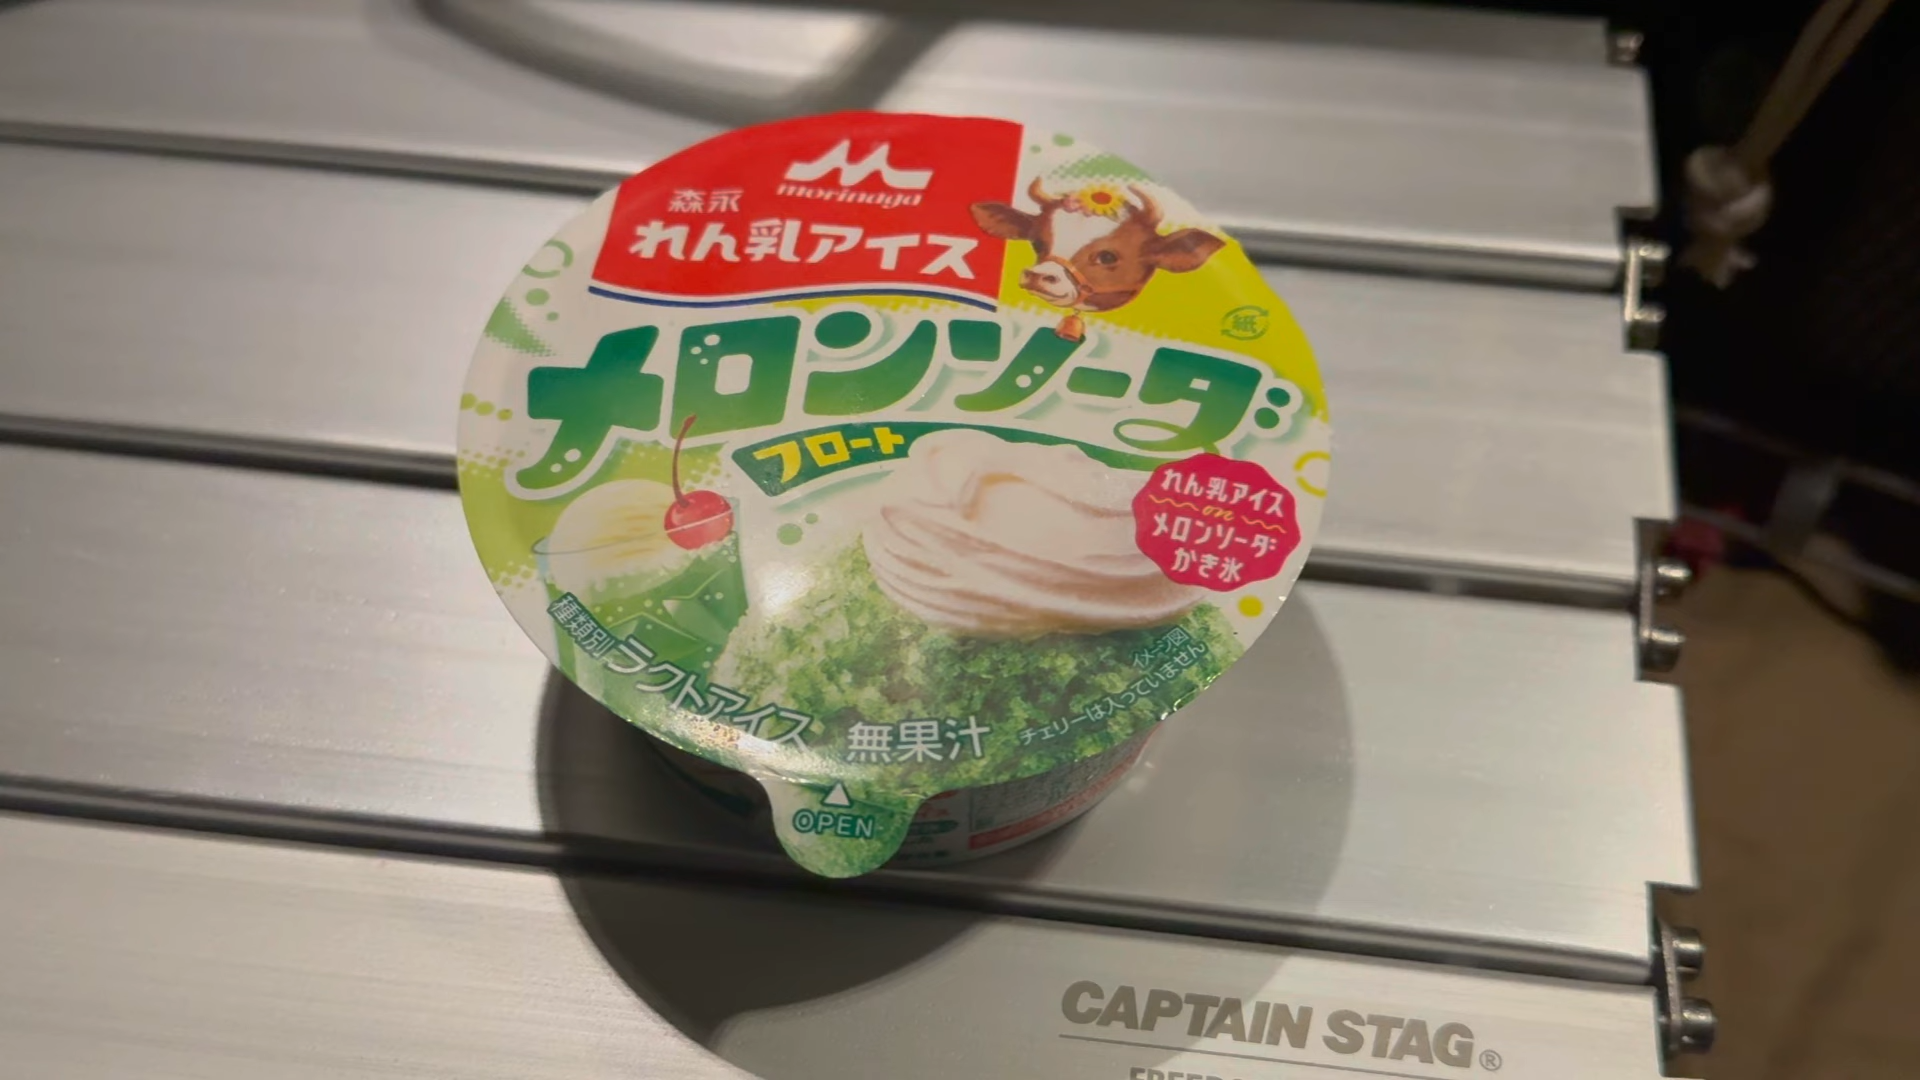 morinaga
森永
れん乳アイス
紙
メロンソーダ
フロート
れん乳アイス
on
メロンソーダ
かき氷
種類別 ラクトアイス
無果汁
イメージ図
チェリーは入っていません
OPEN
CAPTAIN STAG®